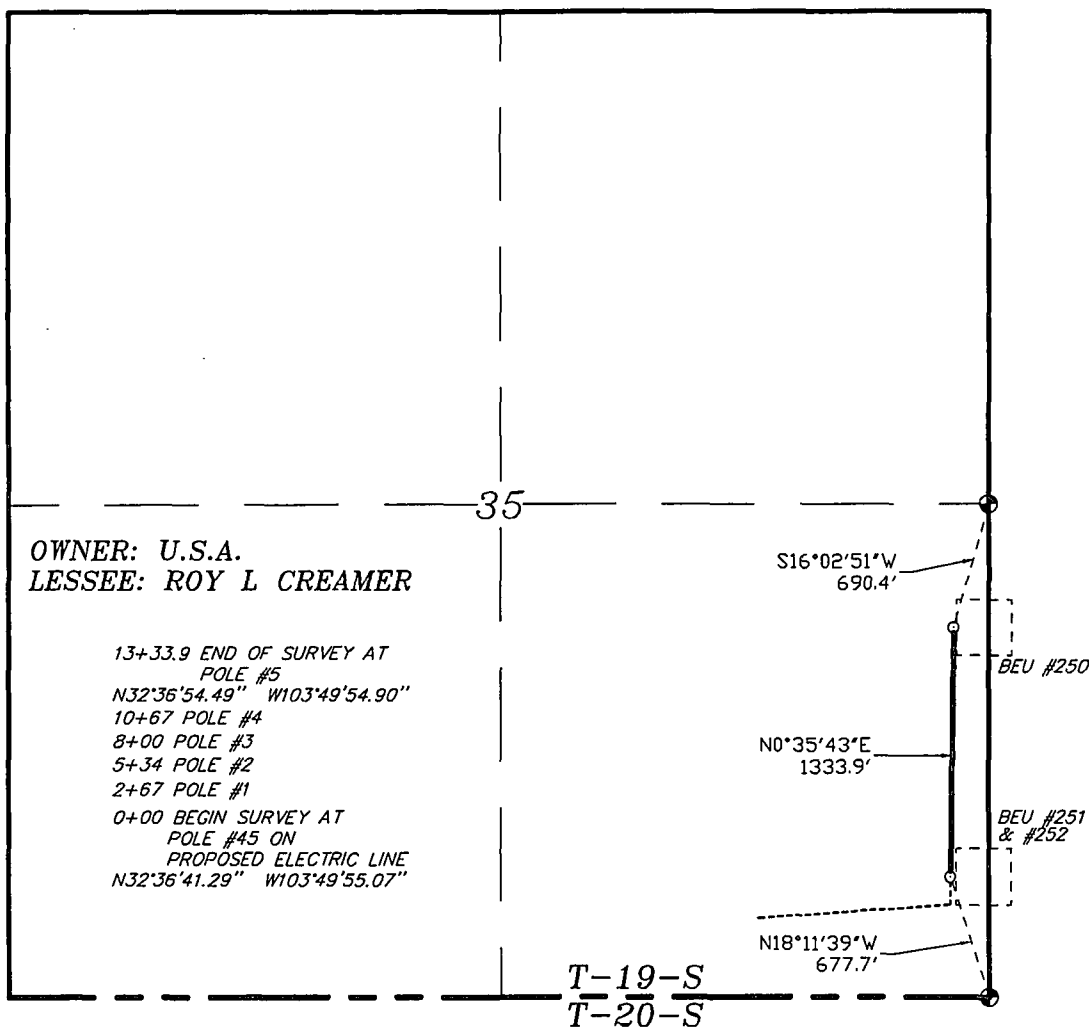 35
OWNER: U.S.A.
LESSEE: ROY L CREAMER
S16°02'51"W
690.4'
13+33.9 END OF SURVEY AT
POLE #5
N32°36'54.49" W103°49'54.90"
10+67 POLE #4
8+00 POLE #3
5+34 POLE #2
2+67 POLE #1
0+00 BEGIN SURVEY AT
POLE #45 ON
PROPOSED ELECTRIC LINE
N32°36'41.29" W103°49'55.07"
BEU #250
N0°35'43"E
1333.9'
BEU #251
& #252
N18°11'39"W
677.7'
T-19-S
T-20-S